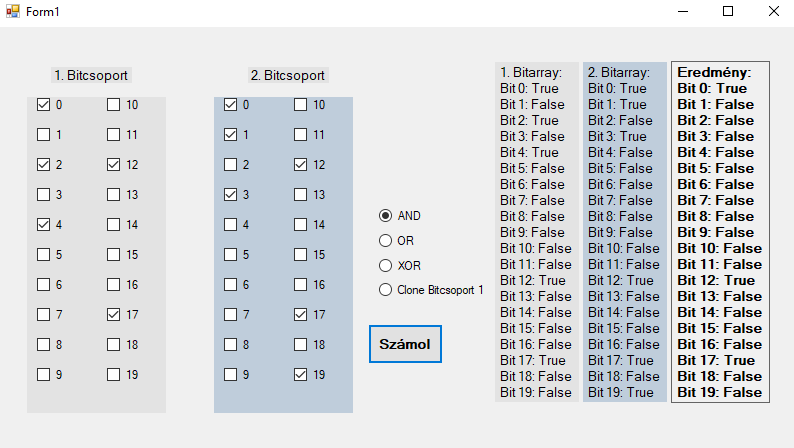 Form1
1. Bitcsoport
0 10
1 11
2 12
3 13
4 14
5 15
6 16
7 17
8 18
9 19
2. Bitcsoport
0 10
1 11
2 12
3 13
4 14
5 15
6 16
7 17
8 18
9 19
AND
OR
XOR
Clone Bitcsoport 1
Számol
1. Bitarray:
Bit 0: True
Bit 1: False
Bit 2: True
Bit 3: False
Bit 4: True
Bit 5: False
Bit 6: False
Bit 7: False
Bit 8: False
Bit 9: False
Bit 10: False
Bit 11: False
Bit 12: True
Bit 13: False
Bit 14: False
Bit 15: False
Bit 16: False
Bit 17: True
Bit 18: False
Bit 19: False
2. Bitarray:
Bit 0: True
Bit 1: True
Bit 2: False
Bit 3: True
Bit 4: False
Bit 5: False
Bit 6: False
Bit 7: False
Bit 8: False
Bit 9: False
Bit 10: False
Bit 11: False
Bit 12: True
Bit 13: False
Bit 14: False
Bit 15: False
Bit 16: False
Bit 17: True
Bit 18: False
Bit 19: True
Eredmény:
Bit 0: True
Bit 1: False
Bit 2: False
Bit 3: False
Bit 4: False
Bit 5: False
Bit 6: False
Bit 7: False
Bit 8: False
Bit 9: False
Bit 10: False
Bit 11: False
Bit 12: True
Bit 13: False
Bit 14: False
Bit 15: False
Bit 16: False
Bit 17: True
Bit 18: False
Bit 19: False